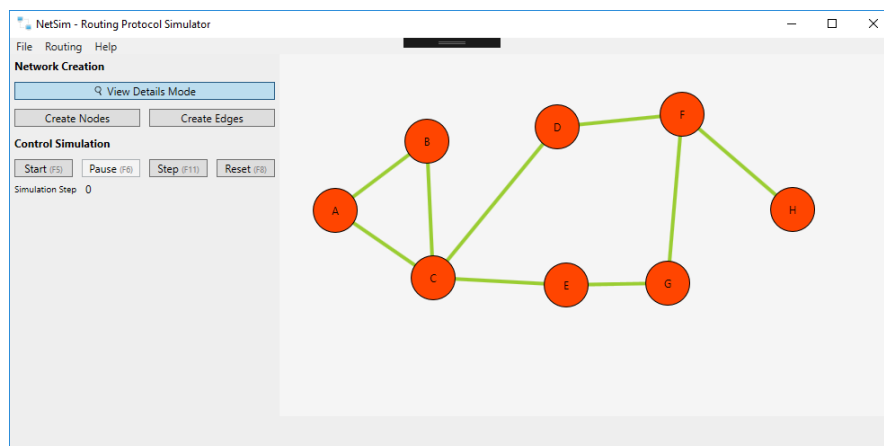 NetSim - Routing Protocol Simulator
File Routing Help
Network Creation
View Details Mode
Create Nodes Create Edges
Control Simulation
Start (F5) Pause (F6) Step (F11) Reset (F8)
Simulation Step 0
F
D
B
A
H
C
E
G